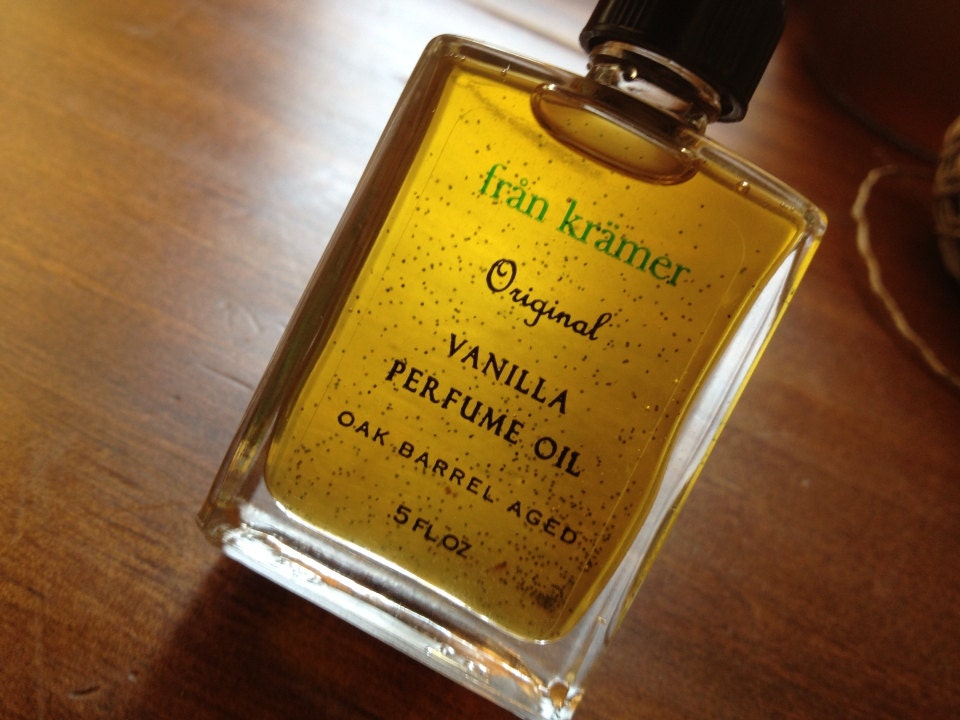 från krämer
Original
VANILLA
PERFUME OIL
OAK BARREL AGED
5 FL.OZ